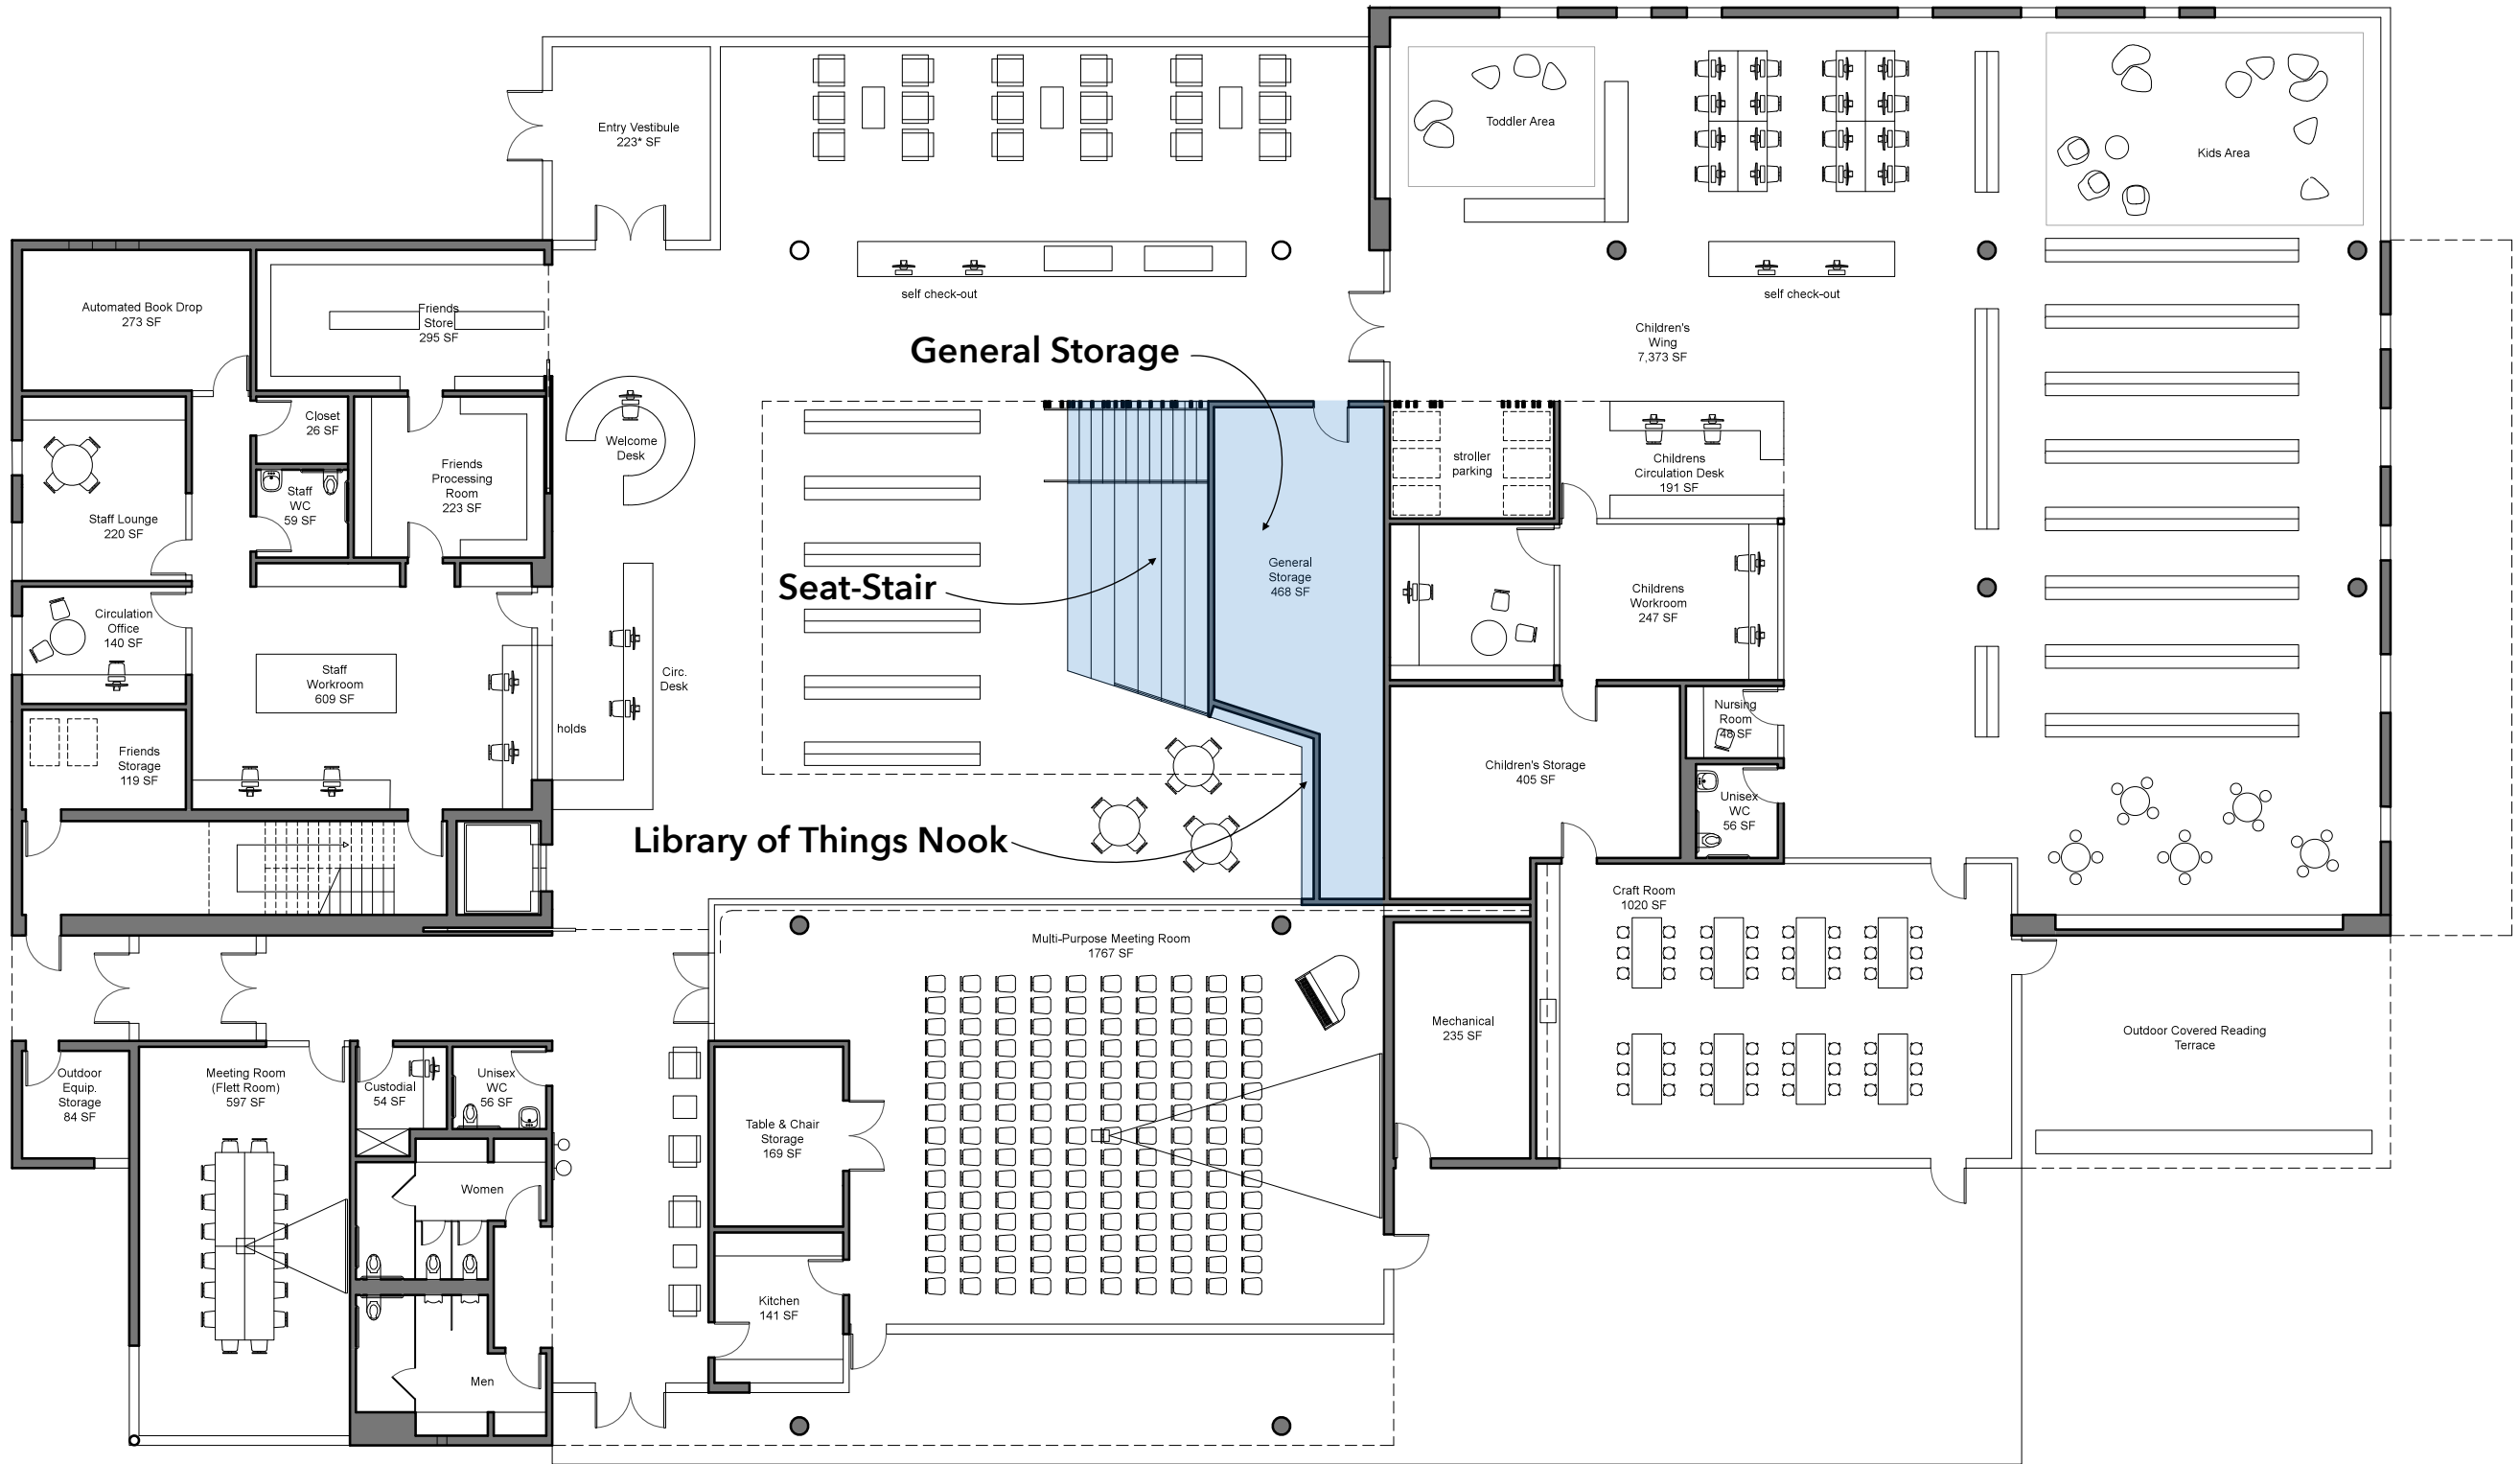 Entry Vestibule
223* SF
Toddler Area
Kids Area
self check-out
self check-out
Automated Book Drop
273 SF
Friends
Store
295 SF
General Storage
Children's
Wing
7,373 SF
Closet
26 SF
Welcome
Desk
Friends
Processing
Room
223 SF
Staff
WC
59 SF
Staff Lounge
220 SF
stroller
parking
Childrens
Circulation Desk
191 SF
Seat-Stair
General
Storage
468 SF
Childrens
Workroom
247 SF
Circulation
Office
140 SF
Staff
Workroom
609 SF
Circ.
Desk
holds
Friends
Storage
119 SF
Nursing
Room
48 SF
Children's Storage
405 SF
Unisex
WC
56 SF
Library of Things Nook
Craft Room
1020 SF
Multi-Purpose Meeting Room
1767 SF
Mechanical
235 SF
Outdoor Covered Reading
Terrace
Outdoor
Equip.
Storage
84 SF
Meeting Room
(Flett Room)
597 SF
Custodial
54 SF
Unisex
WC
56 SF
Table & Chair
Storage
169 SF
Women
Kitchen
141 SF
Men